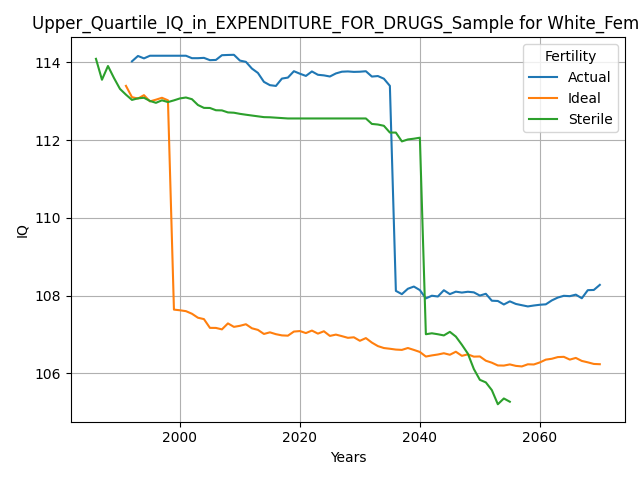 Upper_Quartile_IQ_in_EXPENDITURE_FOR_DRUGS_Sample for White_Fem
Fertility
Actual
Ideal
Sterile
IQ
114
112
110
108
106
2000
2020
2040
2060
Years